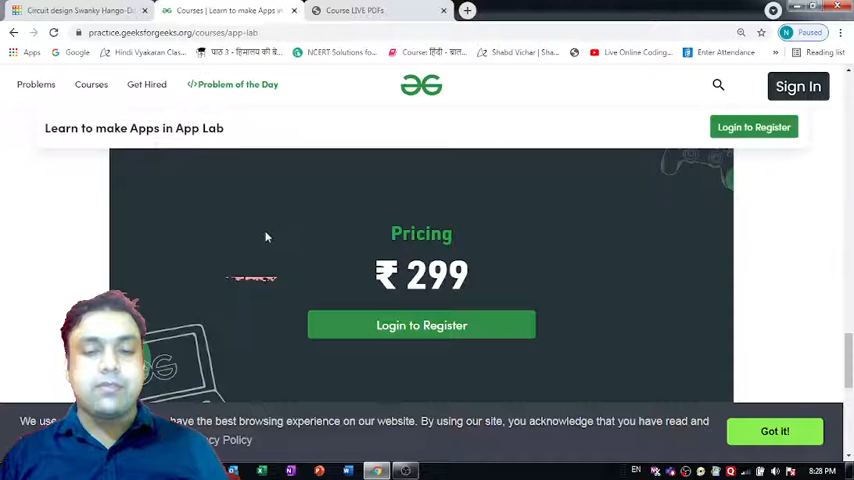 Circuit design Swanky Hango-D
Courses | Learn to make Apps in
Course LIVE PDFs
practice.geeksforgeeks.org/courses/app-lab
Paused
Apps
Google
Hindi Vyakaran Clas
पाठ 3 - हिमालय की बे
NCERT Solutions fo
Course: हिंदी - बाल
Shabd Vichar | Sha
Live Online Coding
Enter Attendance
»
Reading list
Problems
Courses
Get Hired
</>Problem of the Day
Sign In
Learn to make Apps in App Lab
Login to Register
Pricing
₹ 299
Login to Register
We use
have the best browsing experience on our website. By using our site, you acknowledge that you have read and
cy Policy
Got it!
EN
8:28 PM